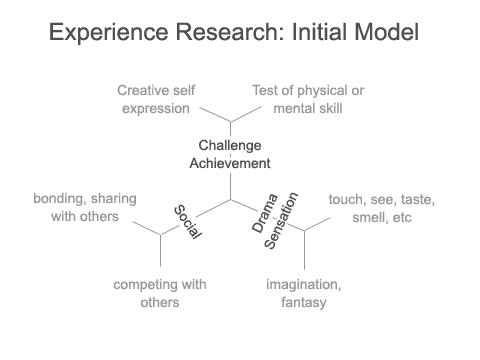 Experience Research: Initial Model
Creative self
expression
Test of physical or
mental skill
Challenge
Achievement
bonding, sharing
with others
Social
Drama
Sensation
touch, see, taste,
smell, etc
competing with
others
imagination,
fantasy